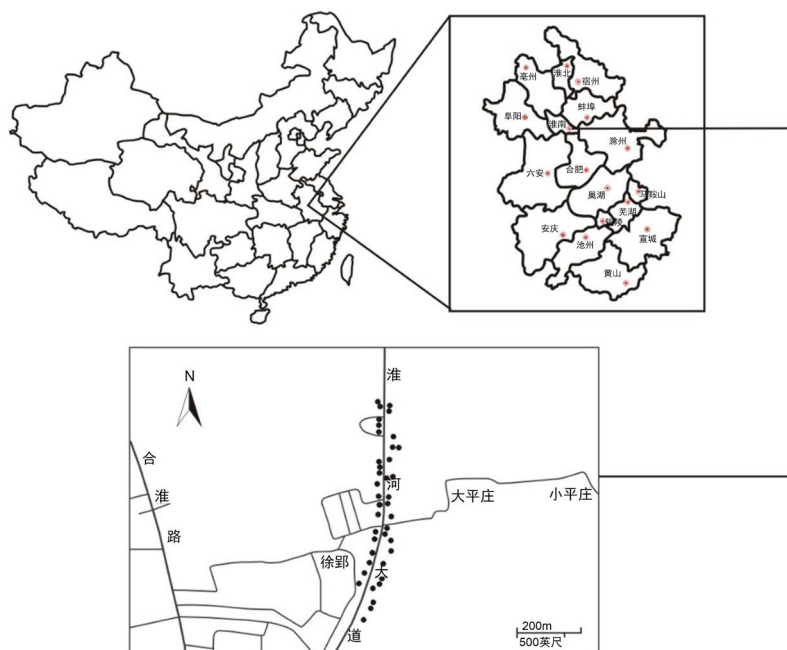 亳州
淮北
宿州
阜阳
蚌埠
淮南
滁州
六安
合肥
巢湖
马鞍山
芜湖
铜陵
安庆
池州
宣城
黄山
N
淮
河
大
道
合
淮
路
大平庄
小平庄
徐郢
200m
500英尺